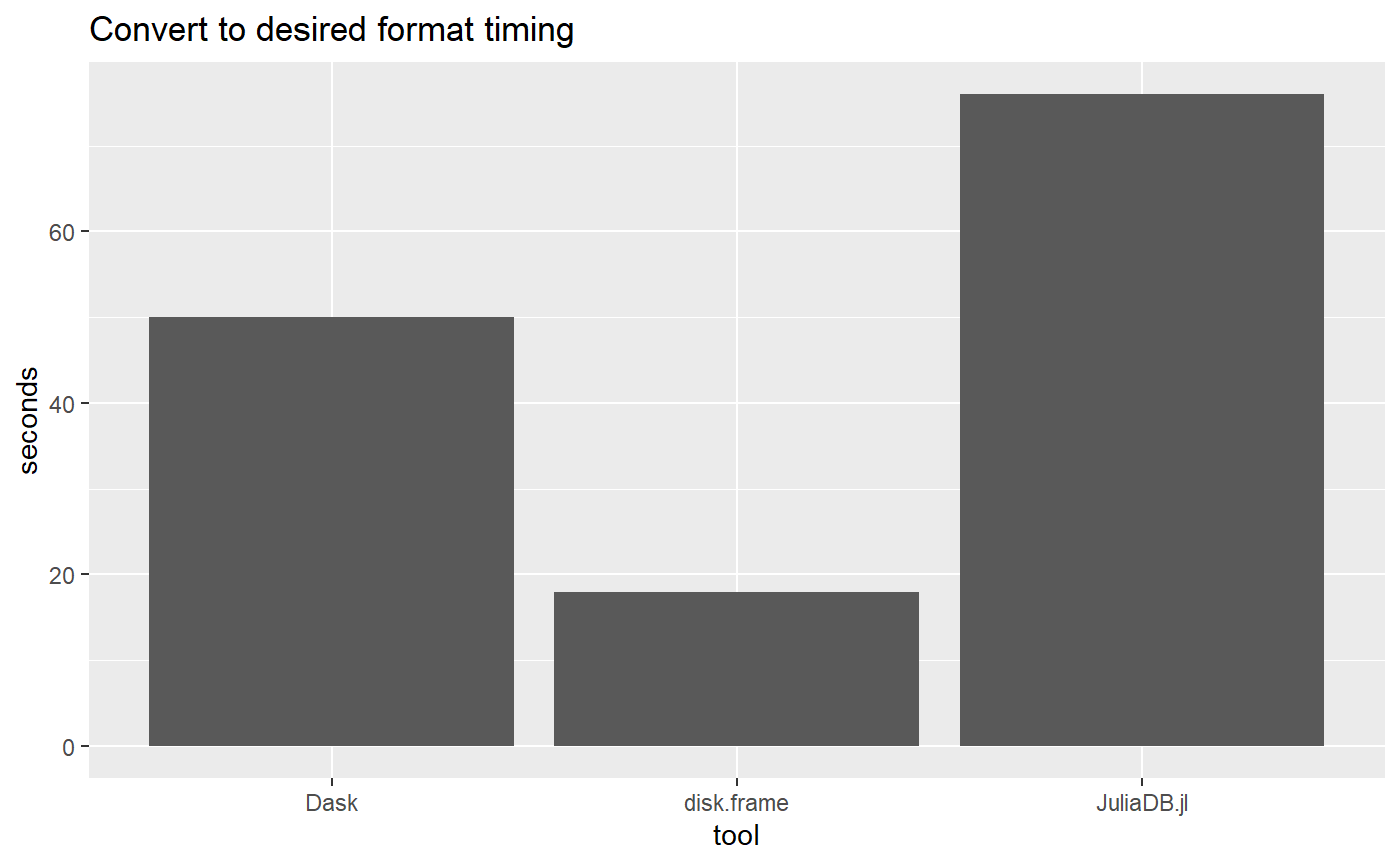 Convert to desired format timing
seconds
60
40
20
0
Dask
disk.frame
JuliaDB.jl
tool